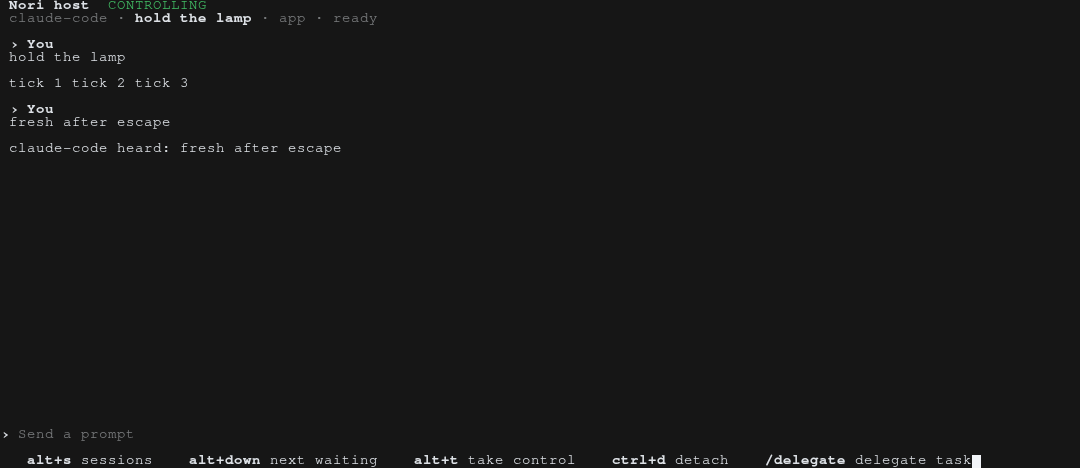 Nori host  CONTROLLING
claude-code · hold the lamp · app · ready
› You
hold the lamp
tick 1 tick 2 tick 3
› You
fresh after escape
claude-code heard: fresh after escape
› Send a prompt
alt+s sessions    alt+down next waiting    alt+t take control    ctrl+d detach    /delegate delegate task